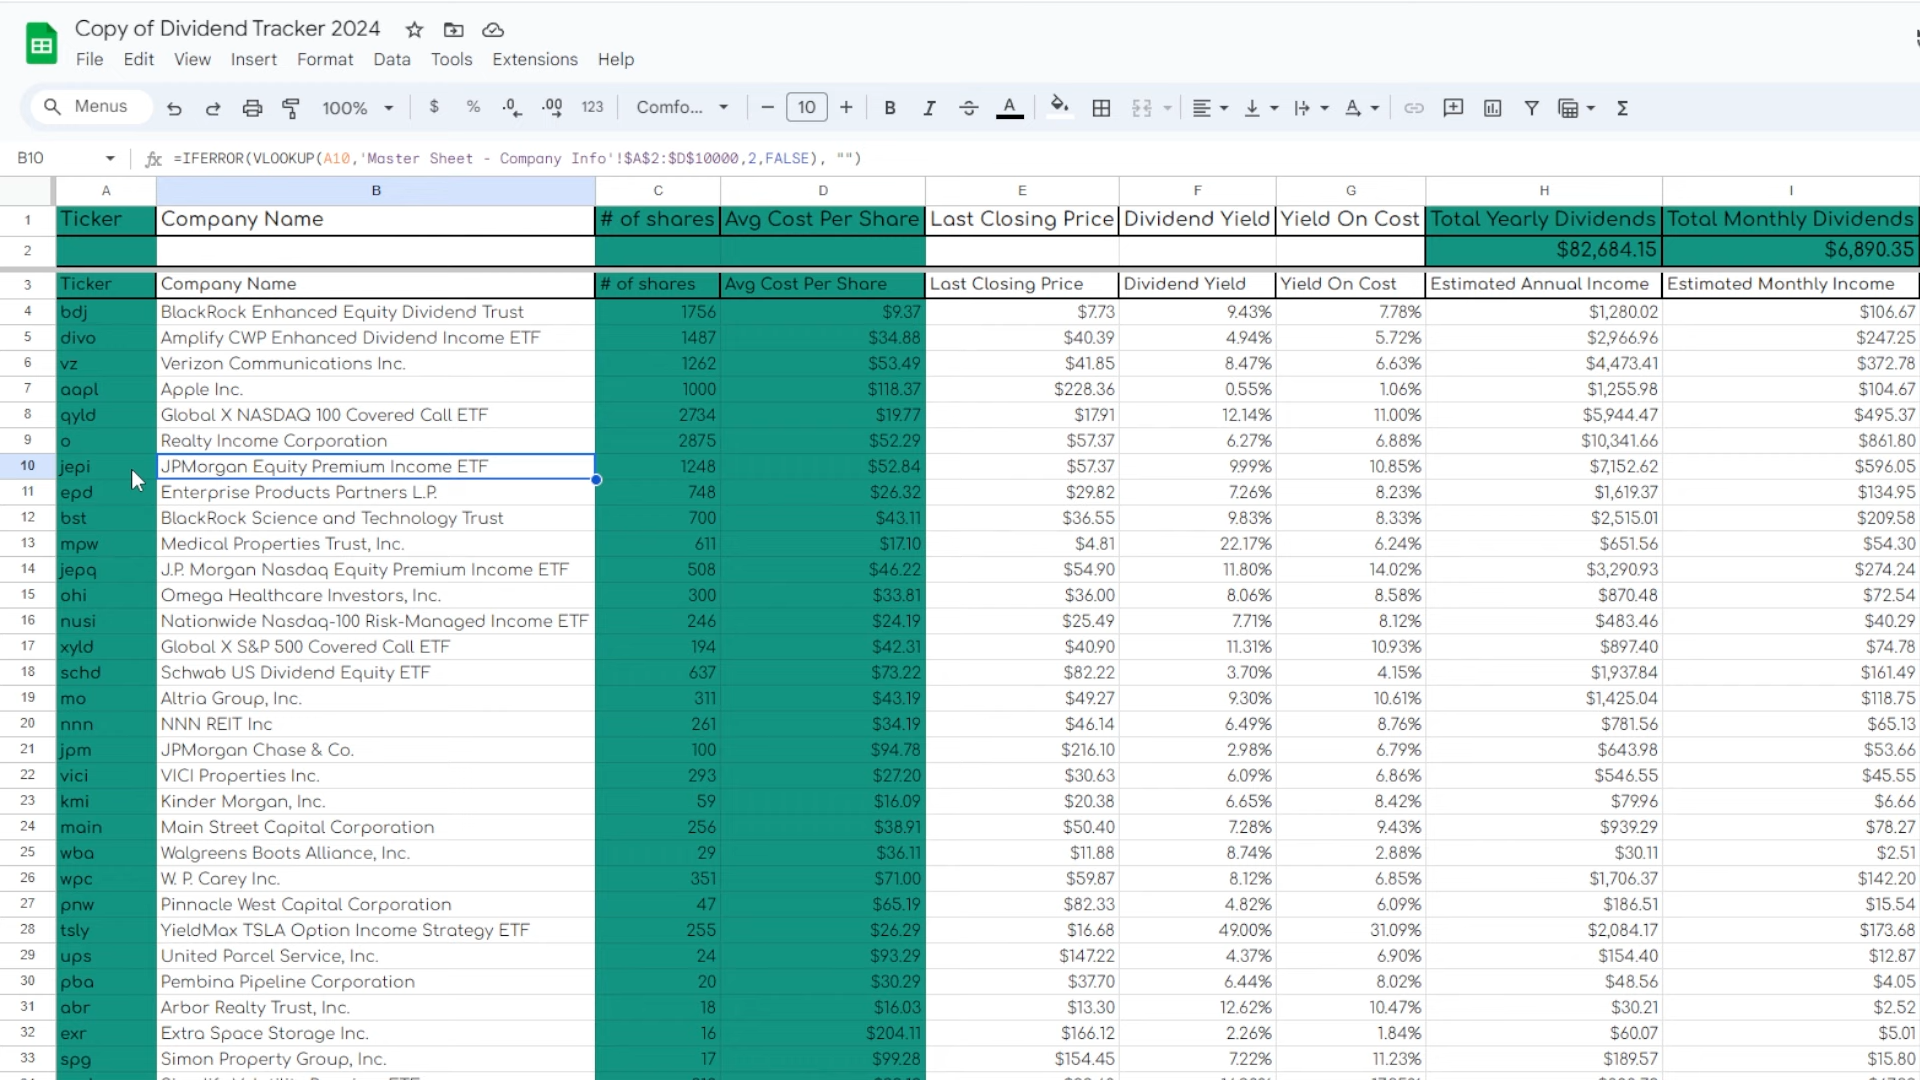 Copy of Dividend Tracker 2024
File Edit View Insert Format Data Tools Extensions Help
Menus 100% $ % .0 .00 123 Comfo... 10 B I A
B10 fx =IFERROR(VLOOKUP(A10,'Master Sheet - Company Info'!$A$2:$D$10000,2,FALSE), "")
A B C D E F G H I
1 Ticker Company Name # of shares Avg Cost Per Share Last Closing Price Dividend Yield Yield On Cost Total Yearly Dividends Total Monthly Dividends
2 $82,684.15 $6,890.35
3 Ticker Company Name # of shares Avg Cost Per Share Last Closing Price Dividend Yield Yield On Cost Estimated Annual Income Estimated Monthly Income
4 bdj BlackRock Enhanced Equity Dividend Trust 1756 $9.37 $7.73 9.43% 7.78% $1,280.02 $106.67
5 divo Amplify CWP Enhanced Dividend Income ETF 1487 $34.88 $40.39 4.94% 5.72% $2,966.96 $247.25
6 vz Verizon Communications Inc. 1262 $53.49 $41.85 8.47% 6.63% $4,473.41 $372.78
7 aapl Apple Inc. 1000 $118.37 $228.36 0.55% 1.06% $1,255.98 $104.67
8 qyld Global X NASDAQ 100 Covered Call ETF 2734 $19.77 $17.91 12.14% 11.00% $5,944.47 $495.37
9 o Realty Income Corporation 2875 $52.29 $57.37 6.27% 6.88% $10,341.66 $861.80
10 jepi JPMorgan Equity Premium Income ETF 1248 $52.84 $57.37 9.99% 10.85% $7,152.62 $596.05
11 epd Enterprise Products Partners L.P. 748 $26.32 $29.82 7.26% 8.23% $1,619.37 $134.95
12 bst BlackRock Science and Technology Trust 700 $43.11 $36.55 9.83% 8.33% $2,515.01 $209.58
13 mpw Medical Properties Trust, Inc. 611 $17.10 $4.81 22.17% 6.24% $651.56 $54.30
14 jepq J.P. Morgan Nasdaq Equity Premium Income ETF 508 $46.22 $54.90 11.80% 14.02% $3,290.93 $274.24
15 ohi Omega Healthcare Investors, Inc. 300 $33.81 $36.00 8.06% 8.58% $870.48 $72.54
16 nusi Nationwide Nasdaq-100 Risk-Managed Income ETF 246 $24.19 $25.49 7.71% 8.12% $483.46 $40.29
17 xyld Global X S&P 500 Covered Call ETF 194 $42.31 $40.90 11.31% 10.93% $897.40 $74.78
18 schd Schwab US Dividend Equity ETF 637 $73.22 $82.22 3.70% 4.15% $1,937.84 $161.49
19 mo Altria Group, Inc. 311 $43.19 $49.27 9.30% 10.61% $1,425.04 $118.75
20 nnn NNN REIT Inc 261 $34.19 $46.14 6.49% 8.76% $781.56 $65.13
21 jpm JPMorgan Chase & Co. 100 $94.78 $216.10 2.98% 6.79% $643.98 $53.66
22 vici VICI Properties Inc. 293 $27.20 $30.63 6.09% 6.86% $546.55 $45.55
23 kmi Kinder Morgan, Inc. 59 $16.09 $20.38 6.65% 8.42% $79.96 $6.66
24 main Main Street Capital Corporation 256 $38.91 $50.40 7.28% 9.43% $939.29 $78.27
25 wba Walgreens Boots Alliance, Inc. 29 $36.11 $11.88 8.74% 2.88% $30.11 $2.51
26 wpc W. P. Carey Inc. 351 $71.00 $59.87 8.12% 6.85% $1,706.37 $142.20
27 pnw Pinnacle West Capital Corporation 47 $65.19 $82.33 4.82% 6.09% $186.51 $15.54
28 tsly YieldMax TSLA Option Income Strategy ETF 255 $26.29 $16.68 49.00% 31.09% $2,084.17 $173.68
29 ups United Parcel Service, Inc. 24 $93.29 $147.22 4.37% 6.90% $154.40 $12.87
30 pba Pembina Pipeline Corporation 20 $30.29 $37.70 6.44% 8.02% $48.56 $4.05
31 abr Arbor Realty Trust, Inc. 18 $16.03 $13.30 12.62% 10.47% $30.21 $2.52
32 exr Extra Space Storage Inc. 16 $204.11 $166.12 2.26% 1.84% $60.07 $5.01
33 spg Simon Property Group, Inc. 17 $99.28 $154.45 7.22% 11.23% $189.57 $15.80